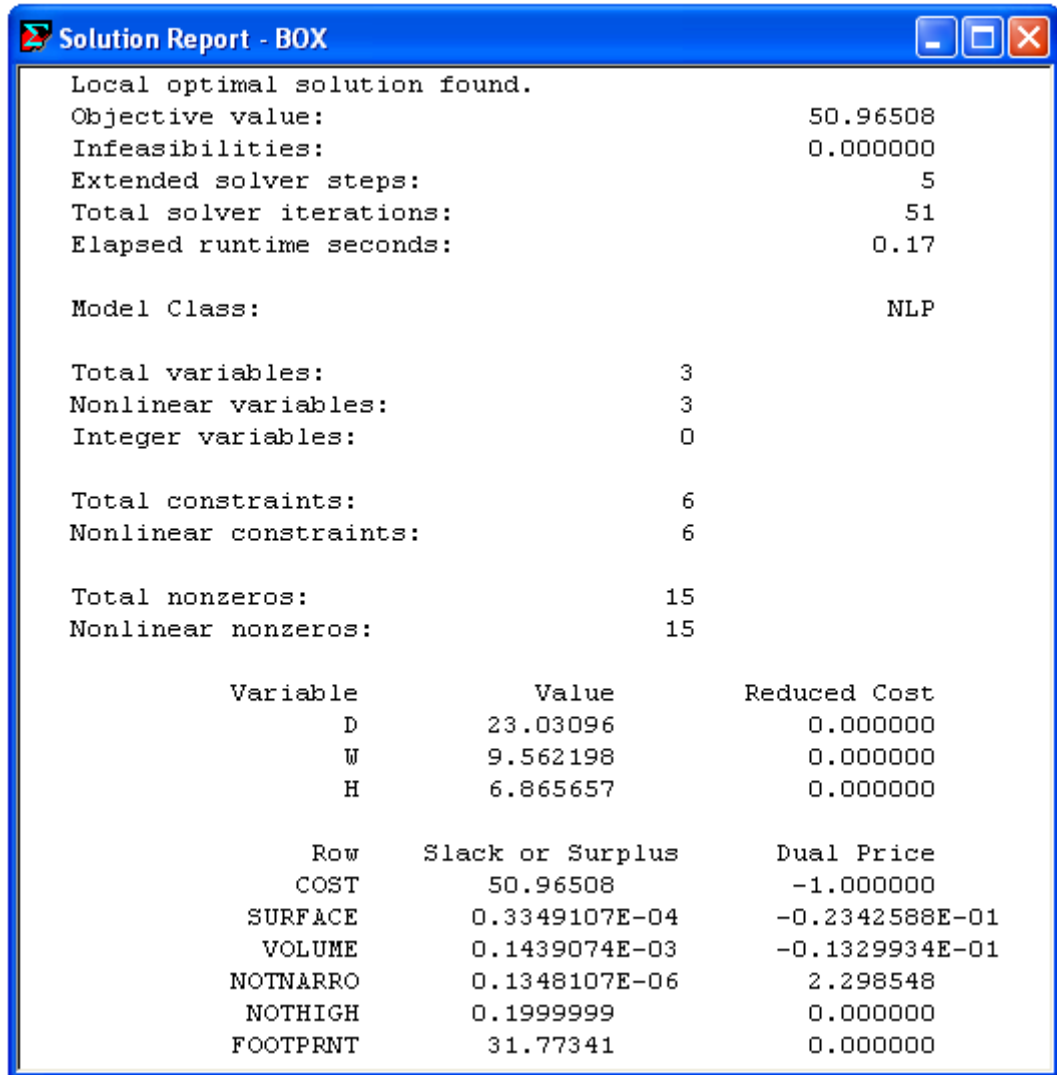 Solution Report - BOX
Local optimal solution found.
Objective value: 50.96508
Infeasibilities: 0.000000
Extended solver steps: 5
Total solver iterations: 51
Elapsed runtime seconds: 0.17
Model Class: NLP
Total variables: 3
Nonlinear variables: 3
Integer variables: 0
Total constraints: 6
Nonlinear constraints: 6
Total nonzeros: 15
Nonlinear nonzeros: 15
Variable Value Reduced Cost
D 23.03096 0.000000
W 9.562198 0.000000
H 6.865657 0.000000
Row Slack or Surplus Dual Price
COST 50.96508 -1.000000
SURFACE 0.3349107E-04 -0.2342588E-01
VOLUME 0.1439074E-03 -0.1329934E-01
NOTNARRO 0.1348107E-06 2.298548
NOTHIGH 0.1999999 0.000000
FOOTPRNT 31.77341 0.000000